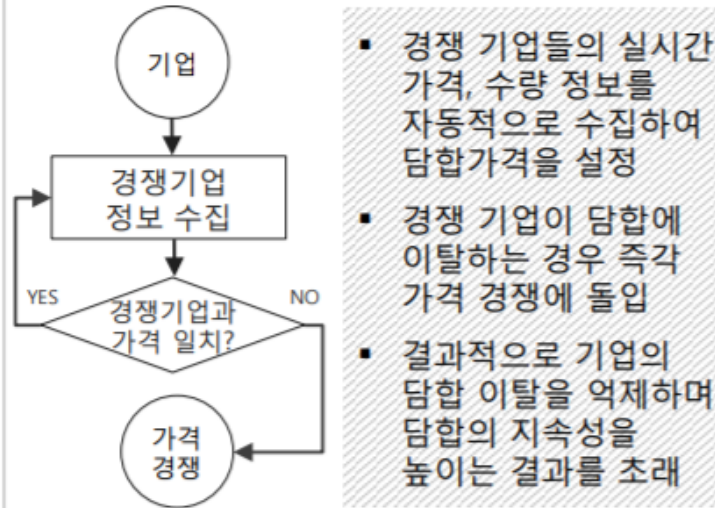 기업
경쟁기업
정보 수집
YES
NO
경쟁기업과
가격 일치?
가격
경쟁
▪ 경쟁 기업들의 실시간
가격, 수량 정보를
자동적으로 수집하여
담합가격을 설정
▪ 경쟁 기업이 담합에
이탈하는 경우 즉각
가격 경쟁에 돌입
▪ 결과적으로 기업의
담합 이탈을 억제하며
담합의 지속성을
높이는 결과를 초래